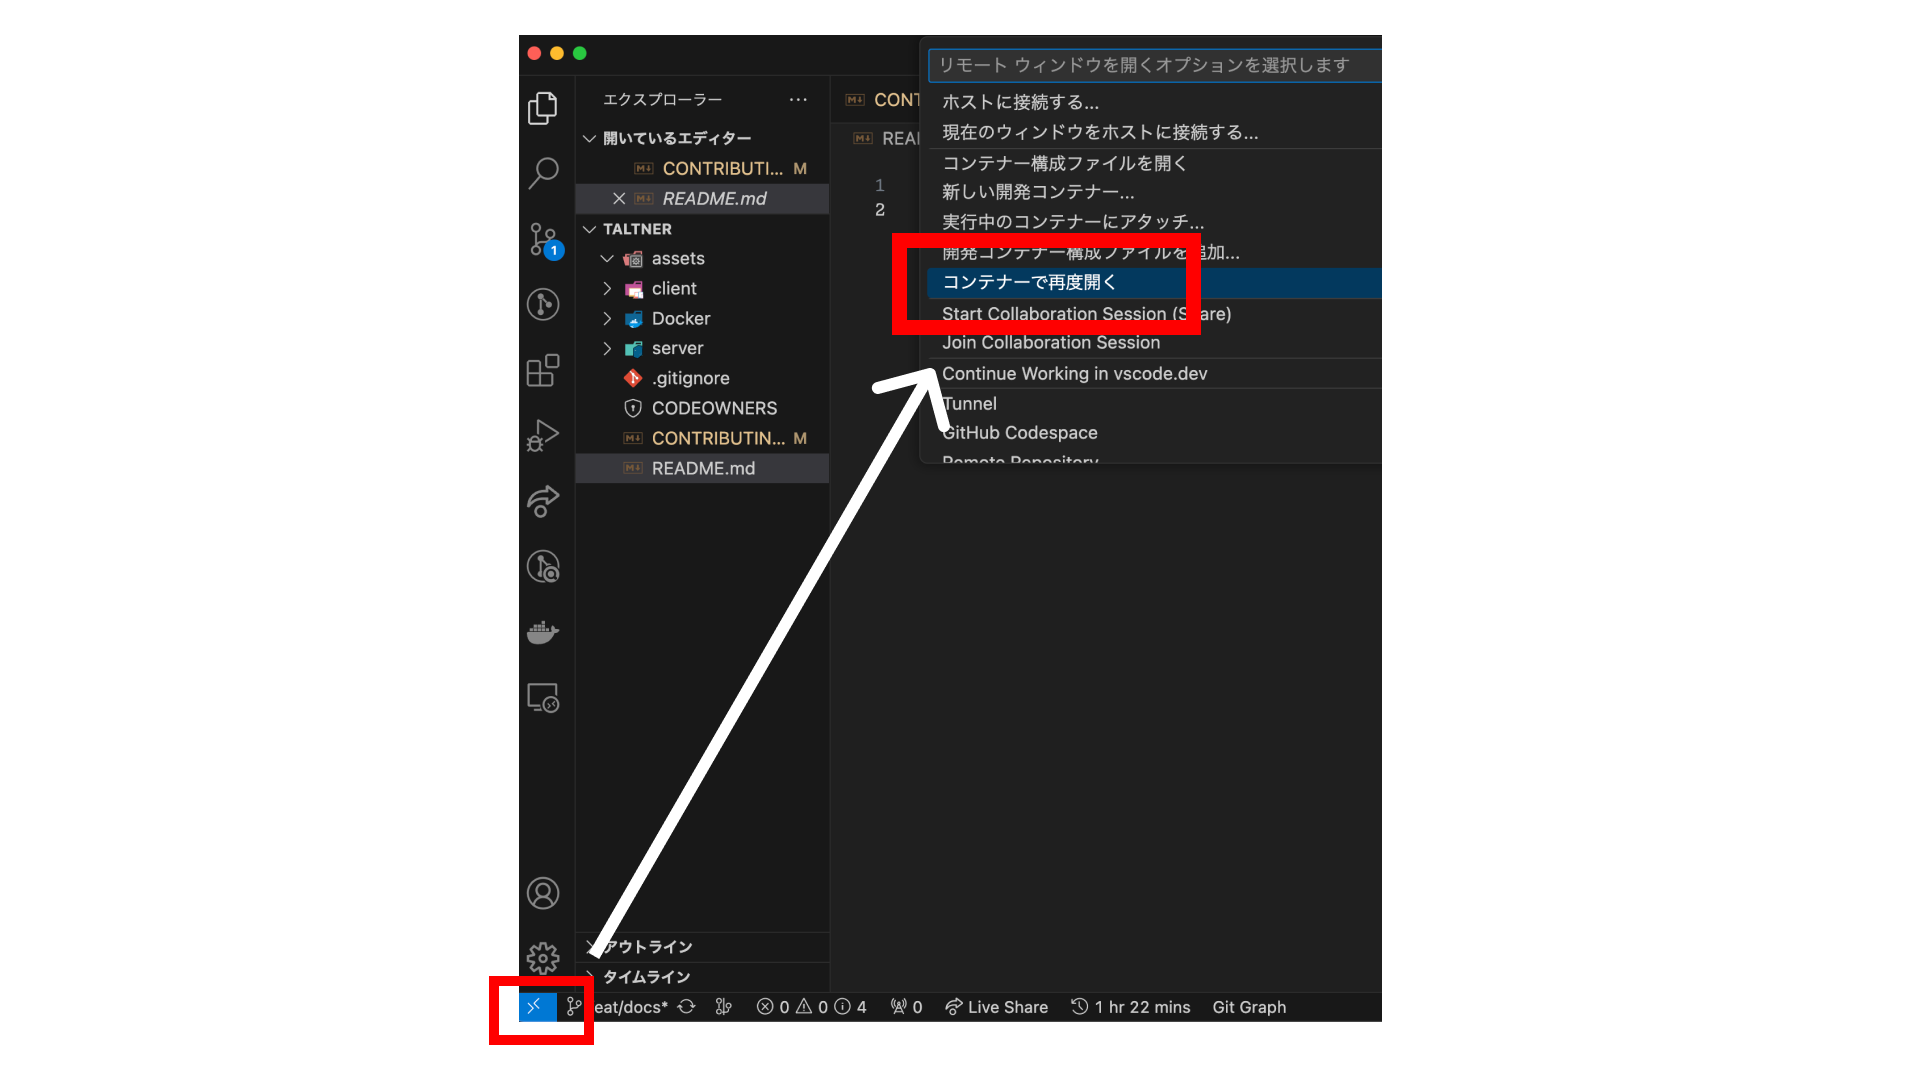 エクスプローラー
開いているエディター
CONTRIBUTI... M
README.md
TALTNER
assets
client
Docker
server
.gitignore
CODEOWNERS
CONTRIBUTIN... M
README.md
アウトライン
タイムライン
CONT
REA
1
2
リモート ウィンドウを開くオプションを選択します
ホストに接続する...
現在のウィンドウをホストに接続する...
コンテナー構成ファイルを開く
新しい開発コンテナー...
実行中のコンテナーにアタッチ...
開発コンテナー構成ファイルを追加...
コンテナーで再度開く
Start Collaboration Session (Share)
Join Collaboration Session
Continue Working in vscode.dev
Tunnel
GitHub Codespace
Remote Repository
1
eat/docs* 0 0 4 0 Live Share 1 hr 22 mins Git Graph